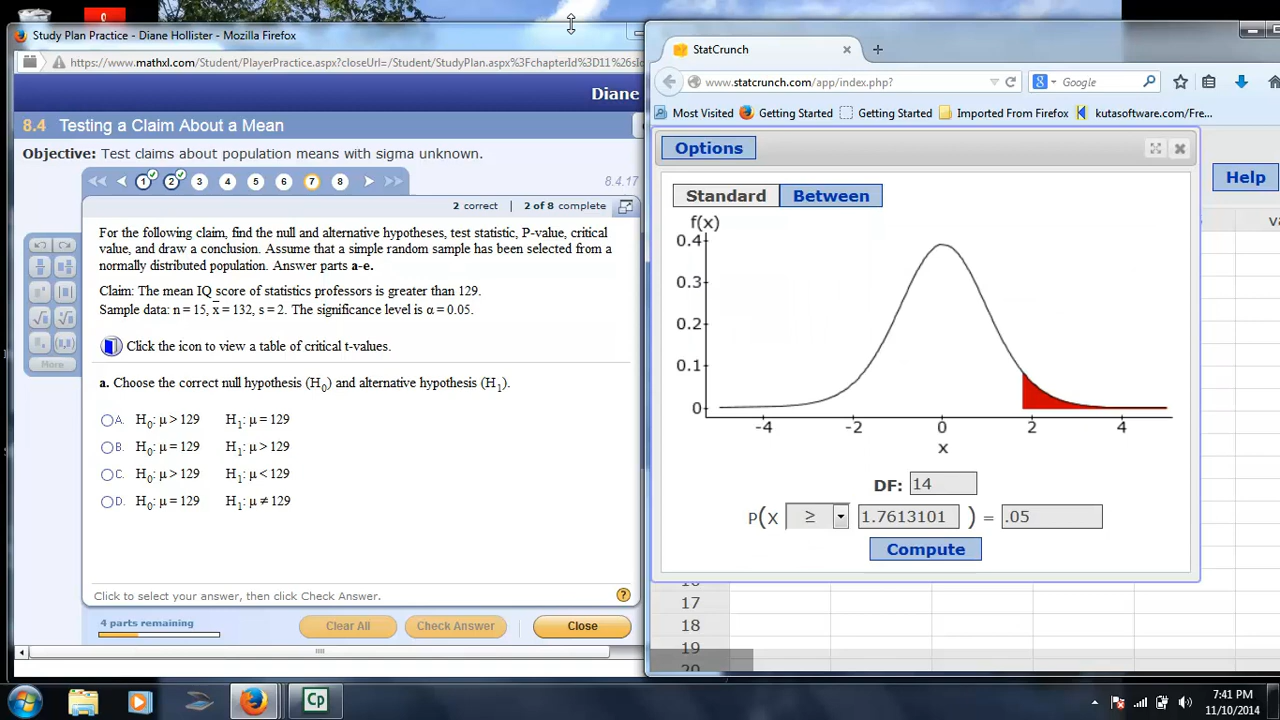 0
Study Plan Practice - Diane Hollister - Mozilla Firefox
https://www.mathxl.com/Student/PlayerPractice.aspx?closeUrl=/Student/StudyPlan.aspx%3FchapterId%3D11%26s
Diane
8.4 Testing a Claim About a Mean
Objective: Test claims about population means with sigma unknown.
1 2 3 4 5 6 7 8 8.4.17
2 correct 2 of 8 complete
For the following claim, find the null and alternative hypotheses, test statistic, P-value, critical
value, and draw a conclusion. Assume that a simple random sample has been selected from a
normally distributed population. Answer parts a-e.
Claim: The mean IQ score of statistics professors is greater than 129.
Sample data: n = 15, x̄ = 132, s = 2. The significance level is α = 0.05.
Click the icon to view a table of critical t-values.
a. Choose the correct null hypothesis (H₀) and alternative hypothesis (H₁).
A. H₀: μ > 129 H₁: μ = 129
B. H₀: μ = 129 H₁: μ > 129
C. H₀: μ > 129 H₁: μ < 129
D. H₀: μ = 129 H₁: μ ≠ 129
More
Click to select your answer, then click Check Answer.
4 parts remaining
Clear All Check Answer Close
StatCrunch
www.statcrunch.com/app/index.php?
Google
Most Visited Getting Started Getting Started Imported From Firefox kutasoftware.com/Fre...
Options
Help
Standard Between
va
f(x)
0.4
0.3
0.2
0.1
0
-4 -2 0 2 4
x
DF: 14
P(X ≥ 1.7613101 ) = .05
Compute
16
17
18
19
20
Cp
7:41 PM
11/10/2014